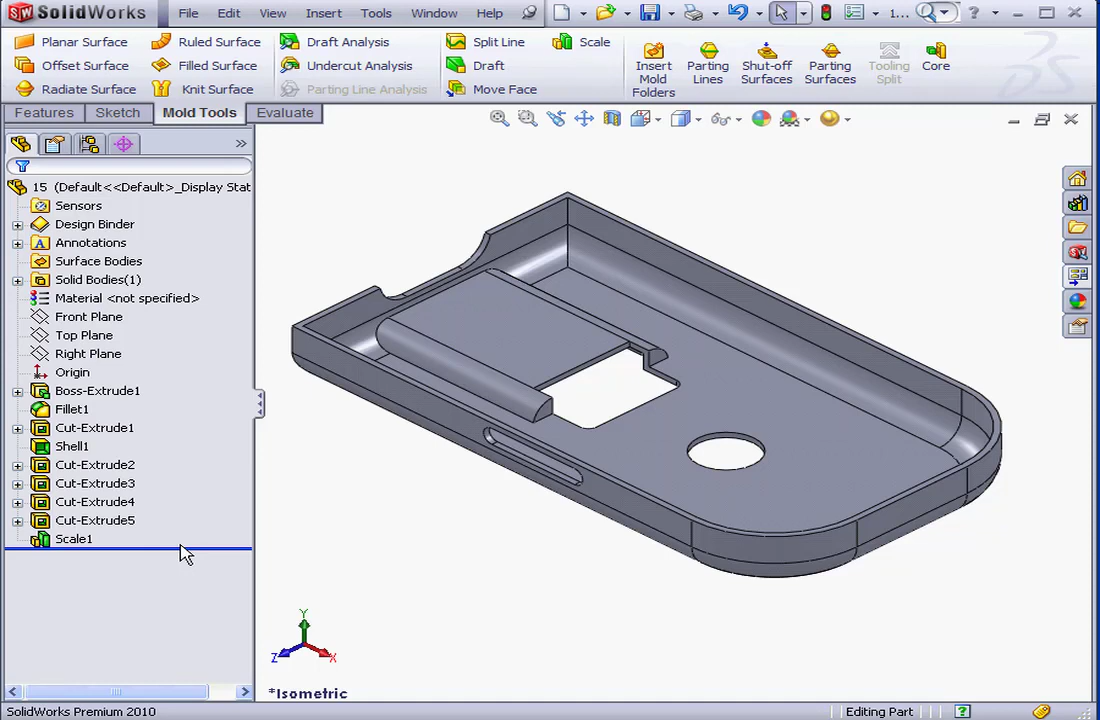 SW SolidWorks File Edit View Insert Tools Window Help 1... ?
Planar Surface Ruled Surface Draft Analysis Split Line Scale
Offset Surface Filled Surface Undercut Analysis Draft
Radiate Surface Knit Surface Parting Line Analysis Move Face
Insert Mold Folders
Parting Lines
Shut-off Surfaces
Parting Surfaces
Tooling Split
Core
Features Sketch Mold Tools Evaluate
15 (Default<<Default>_Display Stat
Sensors
Design Binder
A Annotations
Surface Bodies
Solid Bodies(1)
Material <not specified>
Front Plane
Top Plane
Right Plane
Origin
Boss-Extrude1
Fillet1
Cut-Extrude1
Shell1
Cut-Extrude2
Cut-Extrude3
Cut-Extrude4
Cut-Extrude5
Scale1
Y
Z X
*Isometric
SolidWorks Premium 2010 Editing Part ?